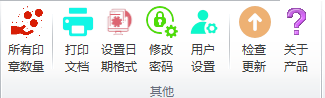 所有印 打印 设置日 修改 用户 检查 关于
章数量 文档 期格式 密码 设置 更新 产品
其他